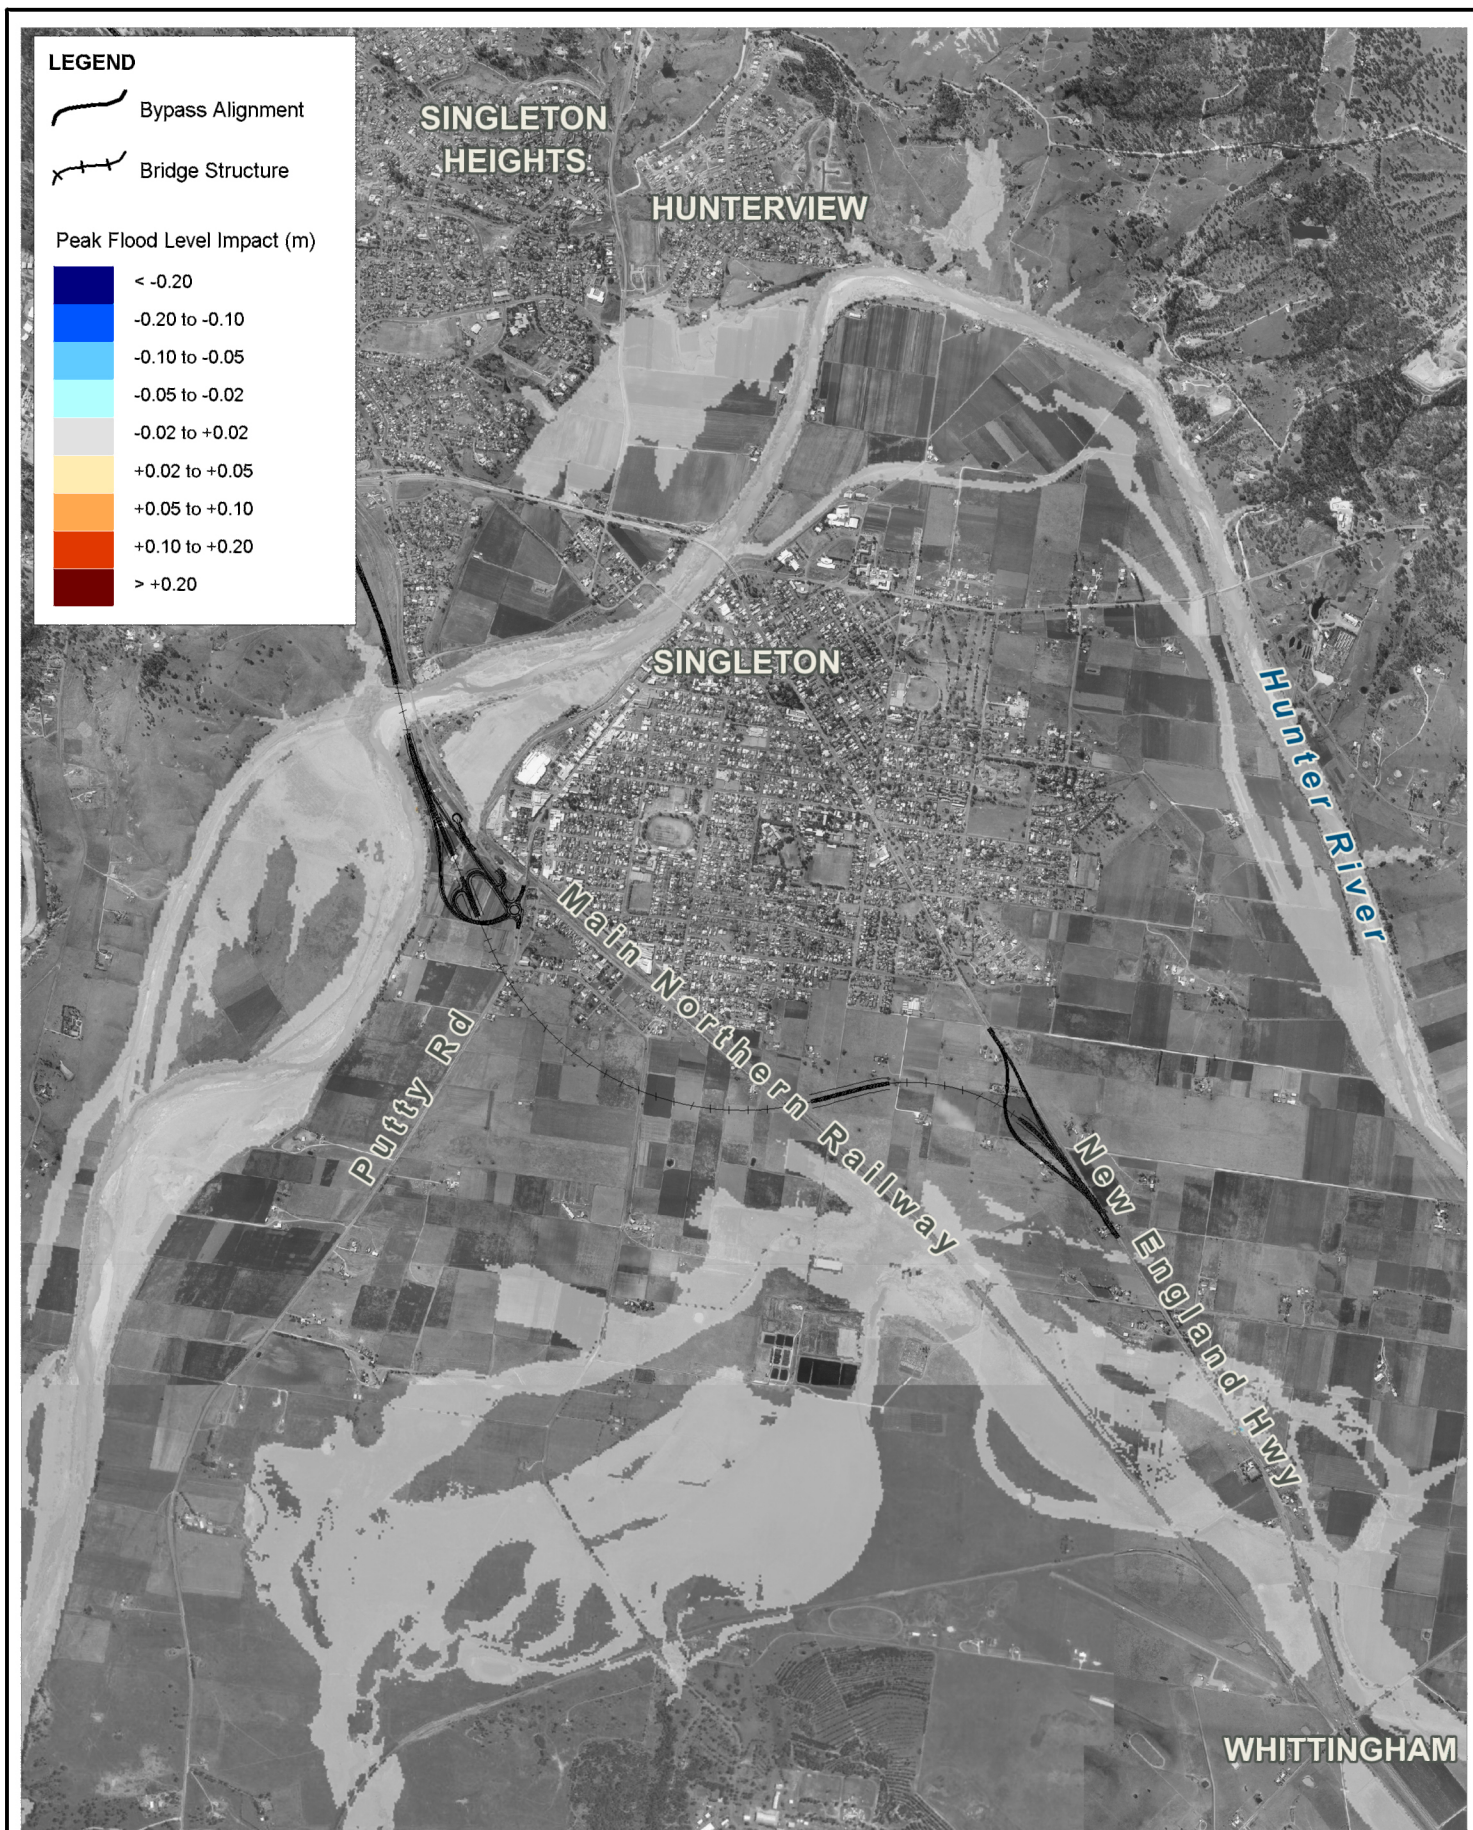 LEGEND
Bypass Alignment
Bridge Structure
Peak Flood Level Impact (m)
< -0.20
-0.20 to -0.10
-0.10 to -0.05
-0.05 to -0.02
-0.02 to +0.02
+0.02 to +0.05
+0.05 to +0.10
+0.10 to +0.20
> +0.20
SINGLETON
HEIGHTS
HUNTERVIEW
SINGLETON
Hunter River
Main Northern Railway
Putty Rd
New England Hwy
WHITTINGHAM